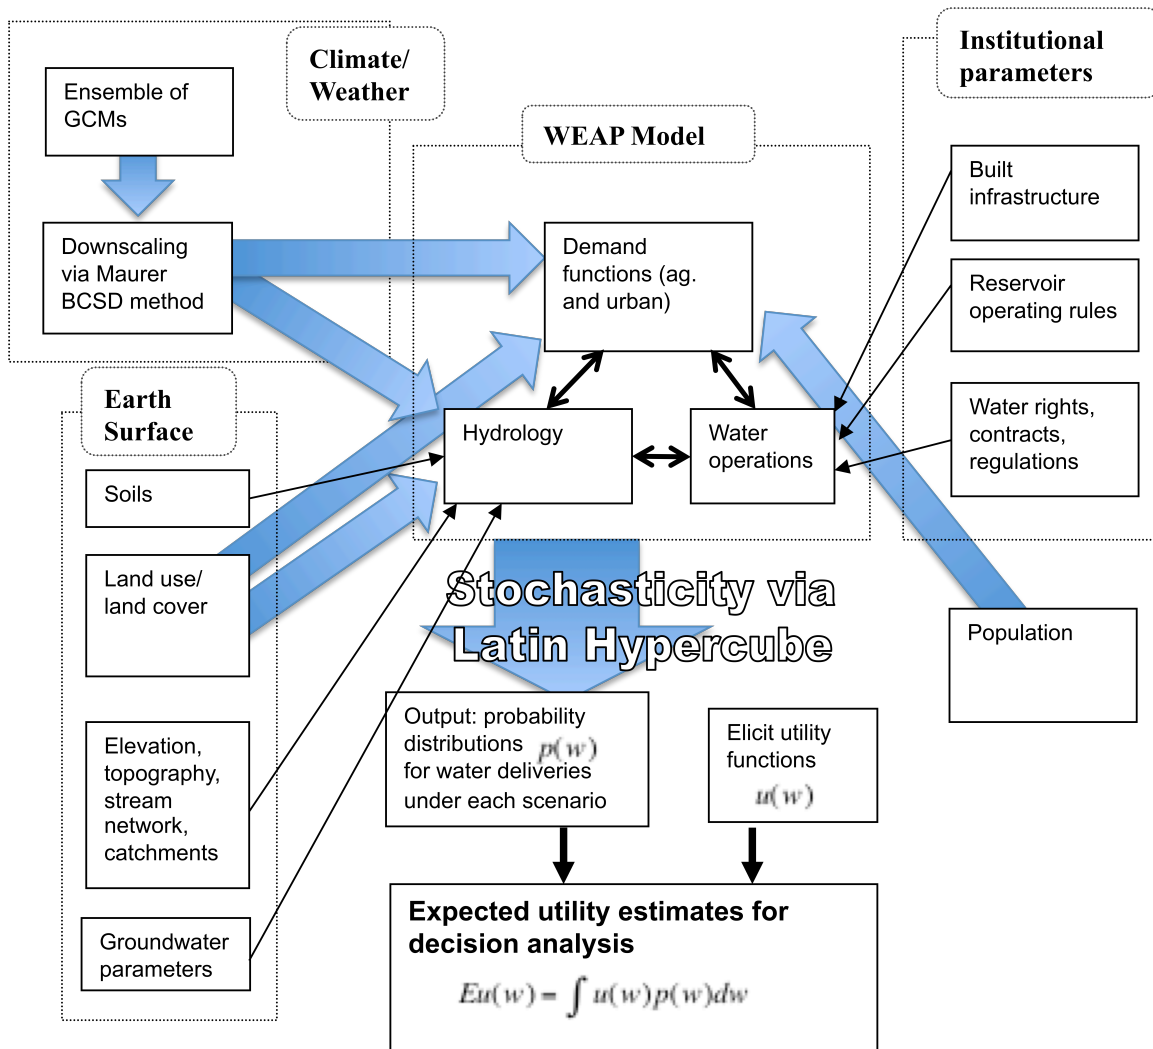 Climate/
Weather
Ensemble of
GCMs
Downscaling
via Maurer
BCSD method
Institutional
parameters
WEAP Model
Demand
functions (ag.
and urban)
Built
infrastructure
Reservoir
operating rules
Water rights,
contracts,
regulations
Hydrology
Water
operations
Earth
Surface
Soils
Land use/
land cover
Elevation,
topography,
stream
network,
catchments
Groundwater
parameters
Population
Stochasticity via
Latin Hypercube
Output: probability
distributions p(w)
for water deliveries
under each scenario
Elicit utility
functions
u(w)
Expected utility estimates for
decision analysis
Eu(w) = ∫ u(w)p(w)dw